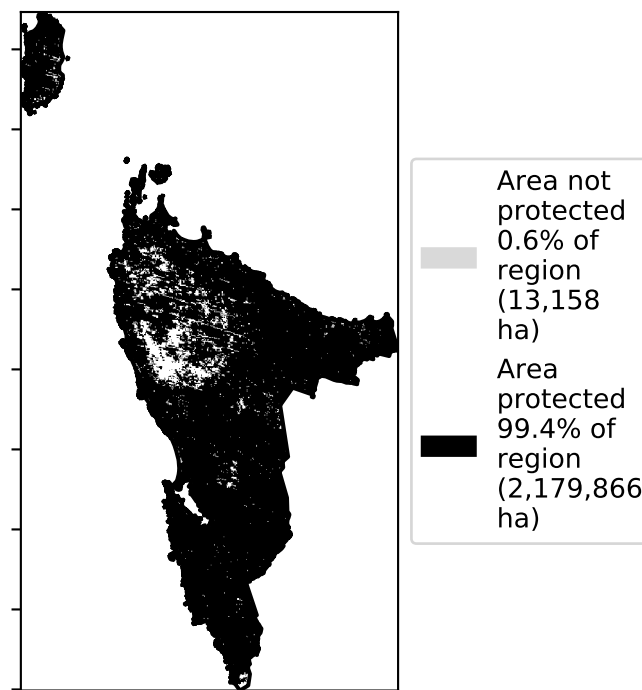 Area not
protected
0.6% of
region
(13,158
ha)
Area
protected
99.4% of
region
(2,179,866
ha)